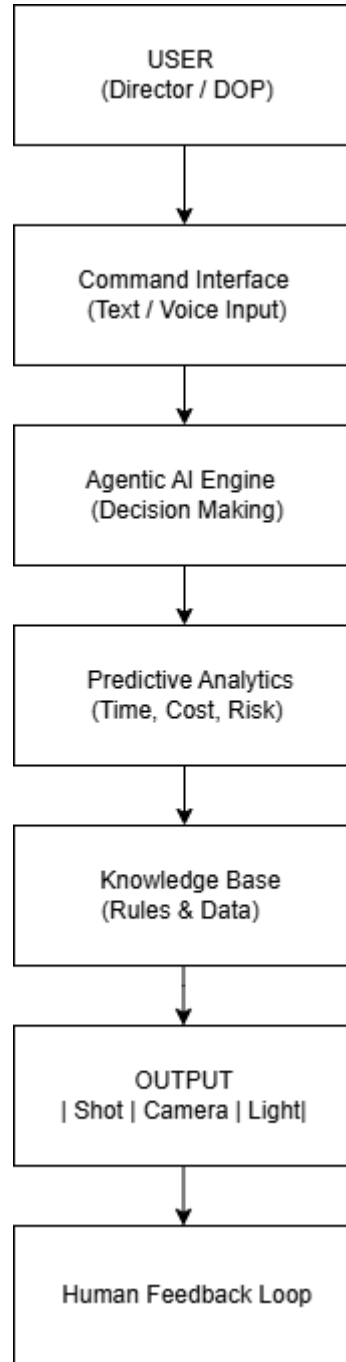 USER
(Director / DOP)
Command Interface
(Text / Voice Input)
Agentic AI Engine
(Decision Making)
Predictive Analytics
(Time, Cost, Risk)
Knowledge Base
(Rules & Data)
OUTPUT
| Shot | Camera | Light|
Human Feedback Loop